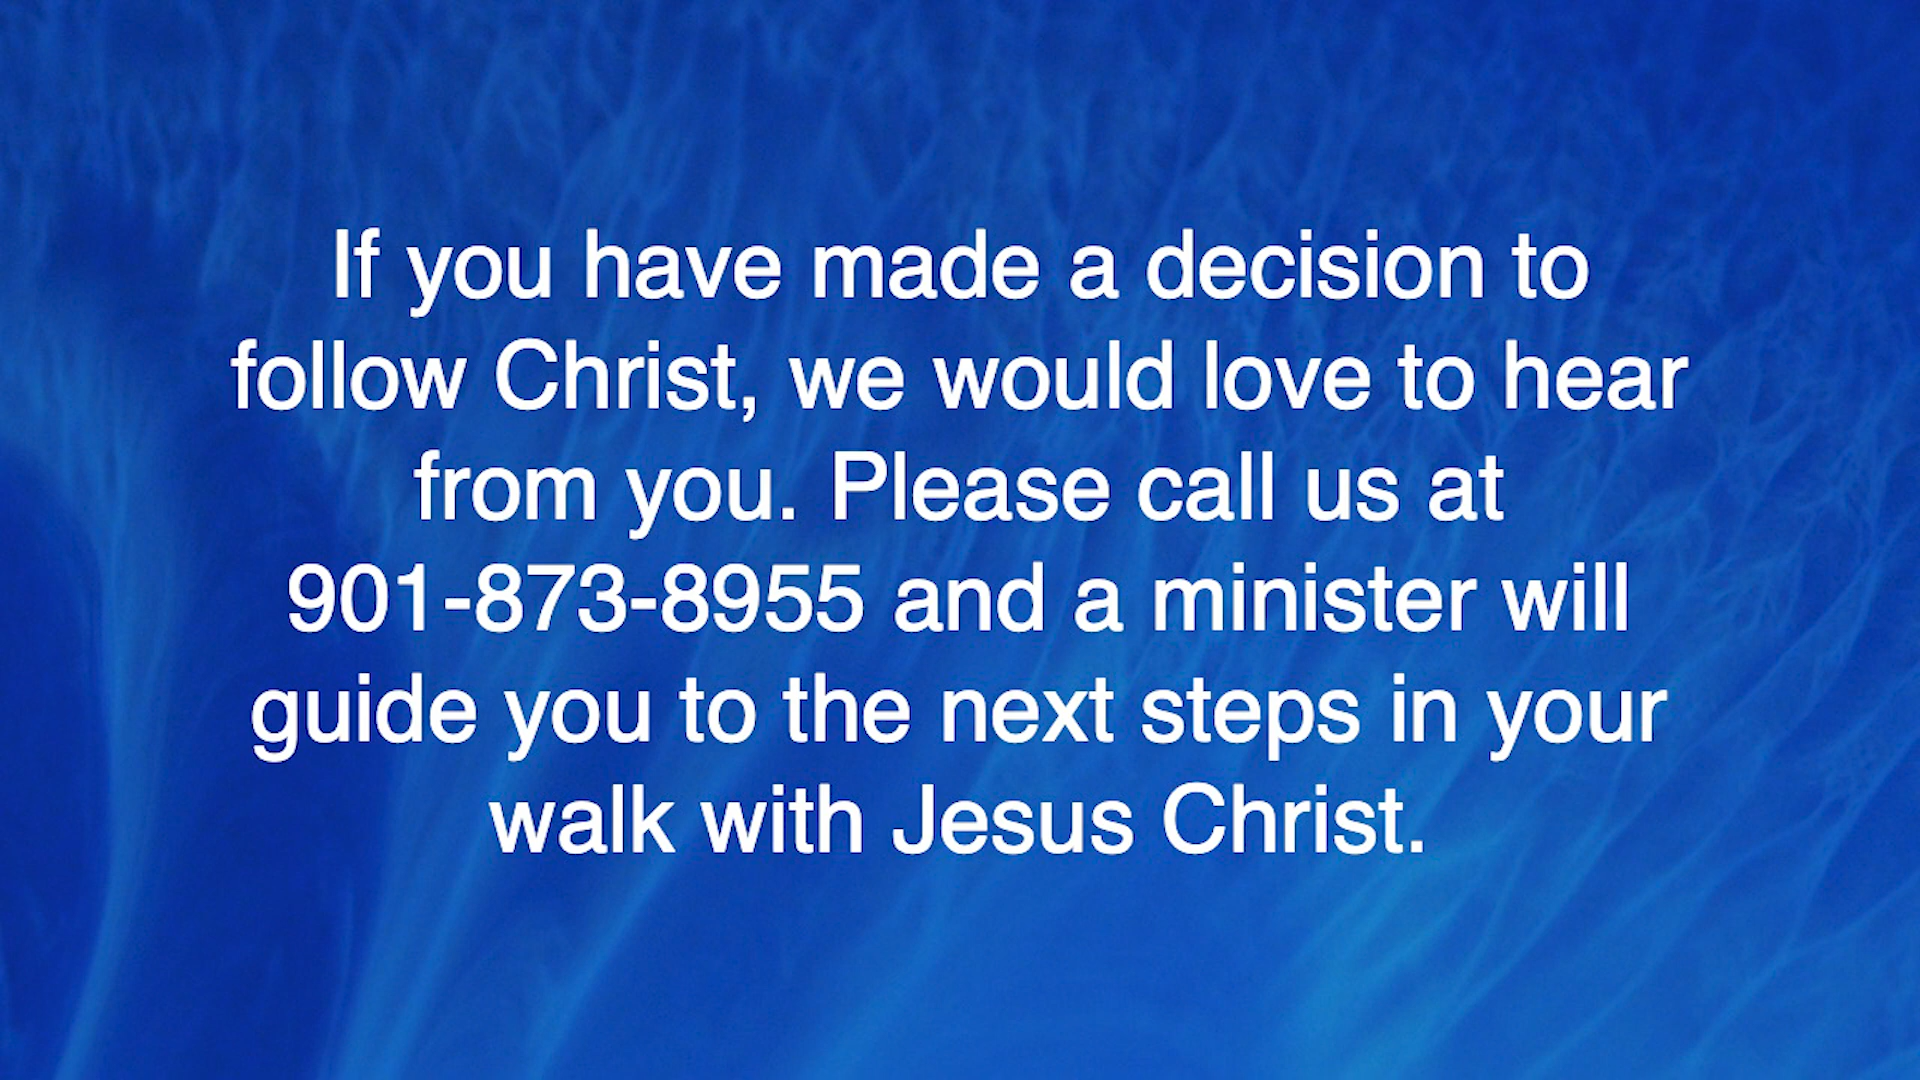 If you have made a decision to
follow Christ, we would love to hear
from you. Please call us at
901-873-8955 and a minister will
guide you to the next steps in your
walk with Jesus Christ.